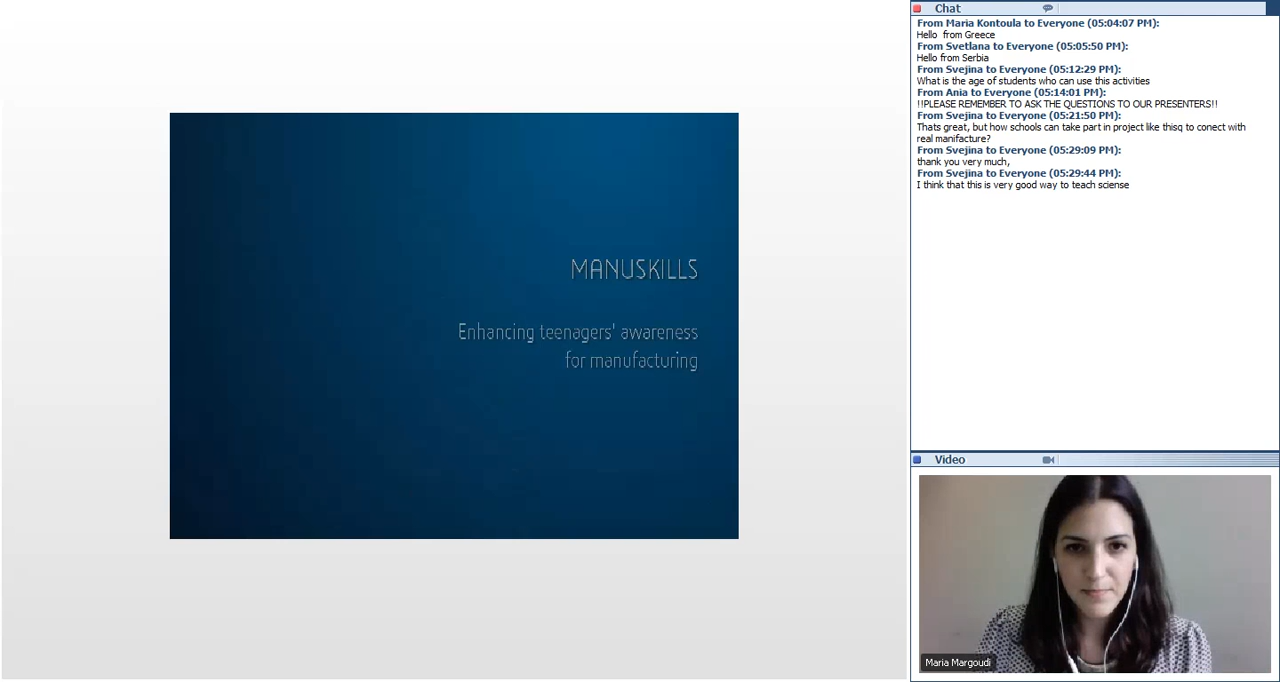 MANUSKILLS
Enhancing teenagers' awareness
for manufacturing
Chat
From Maria Kontoula to Everyone (05:04:07 PM):
Hello from Greece
From Svetlana to Everyone (05:05:50 PM):
Hello from Serbia
From Svejina to Everyone (05:12:29 PM):
What is the age of students who can use this activities
From Ania to Everyone (05:14:01 PM):
!!PLEASE REMEMBER TO ASK THE QUESTIONS TO OUR PRESENTERS!!
From Svejina to Everyone (05:21:50 PM):
Thats great, but how schools can take part in project like thisq to conect with
real manifacture?
From Svejina to Everyone (05:29:09 PM):
thank you very much,
From Svejina to Everyone (05:29:44 PM):
I think that this is very good way to teach sciense
Video
Maria Margoudi